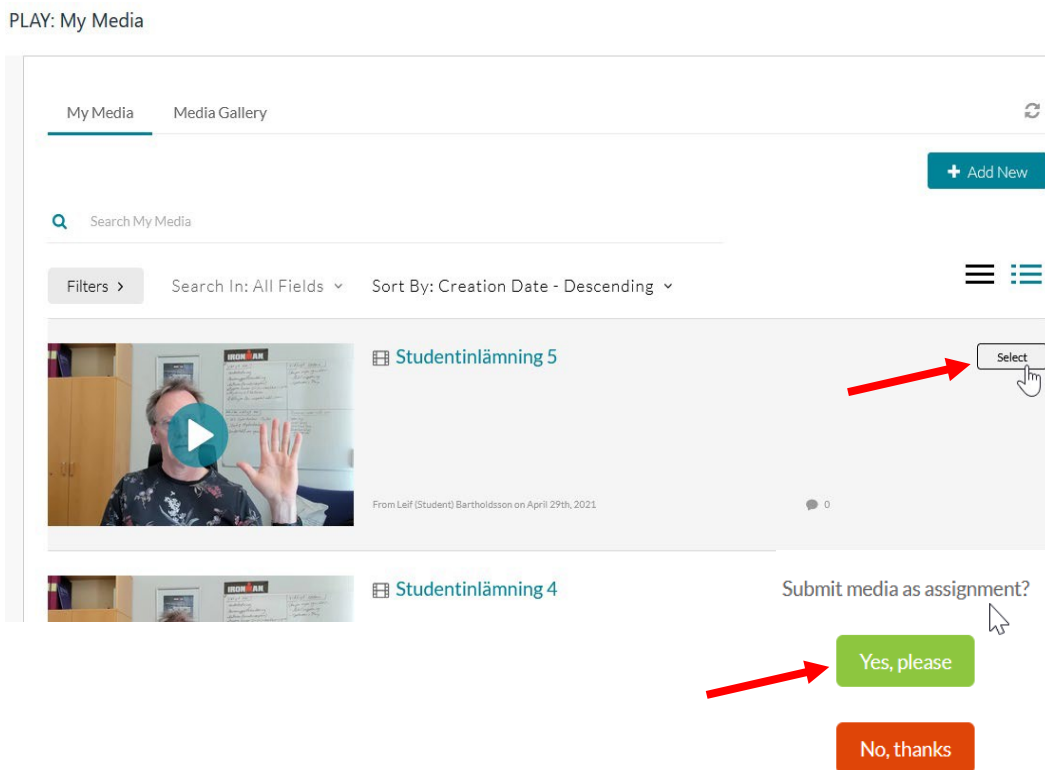 PLAY: My Media
My Media Media Gallery
+ Add New
Search My Media
Filters > Search In: All Fields Sort By: Creation Date - Descending
IRONMAN
Studentinlämning 5
Select
From Leif (Student) Bartholdsson on April 29th, 2021
0
IRONMAN
Studentinlämning 4
Submit media as assignment?
Yes, please
No, thanks